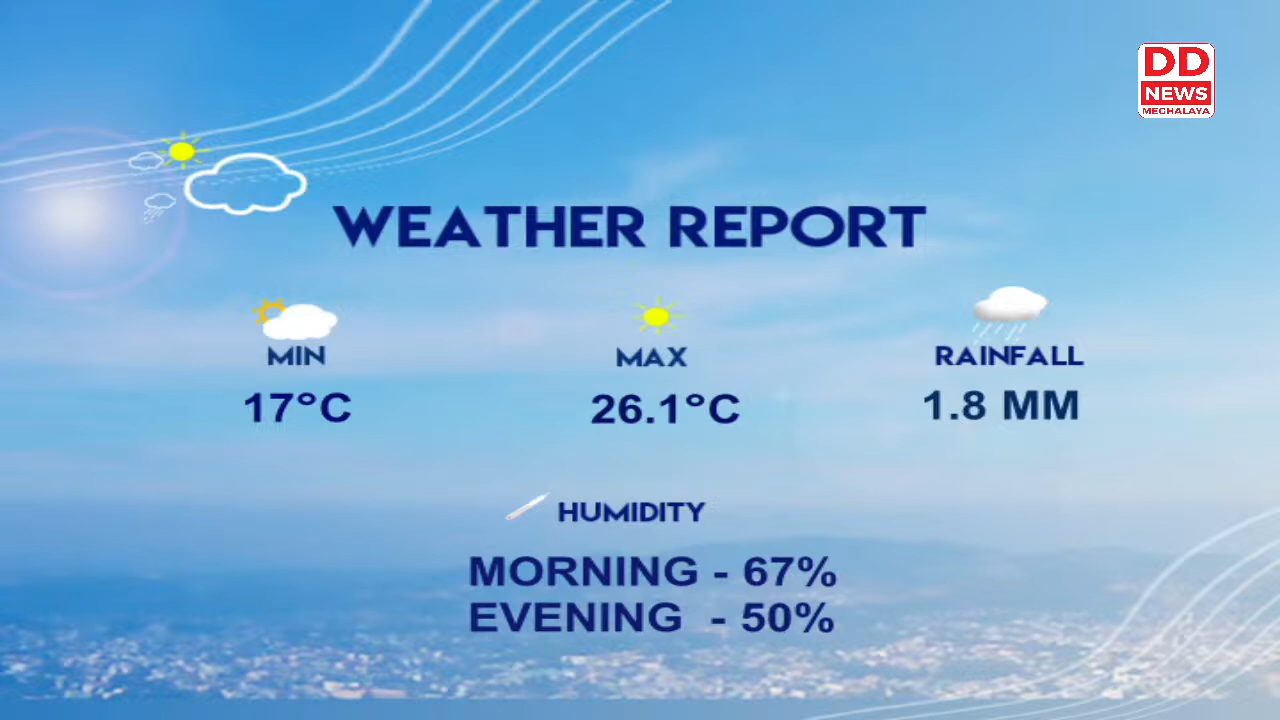 DD
NEWS
MEGHALAYA
WEATHER REPORT
MIN
MAX
RAINFALL
17°C
26.1°C
1.8 MM
HUMIDITY
MORNING - 67%
EVENING - 50%